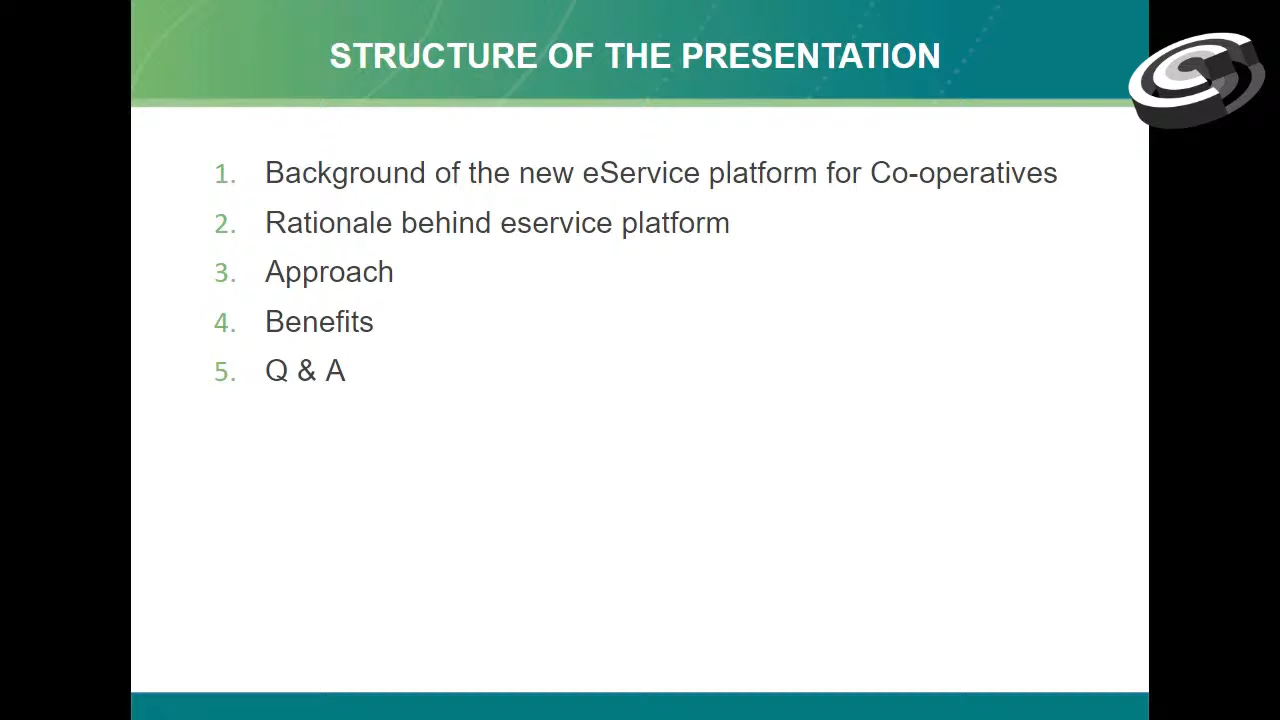 STRUCTURE OF THE PRESENTATION
1. Background of the new eService platform for Co-operatives
2. Rationale behind eservice platform
3. Approach
4. Benefits
5. Q & A